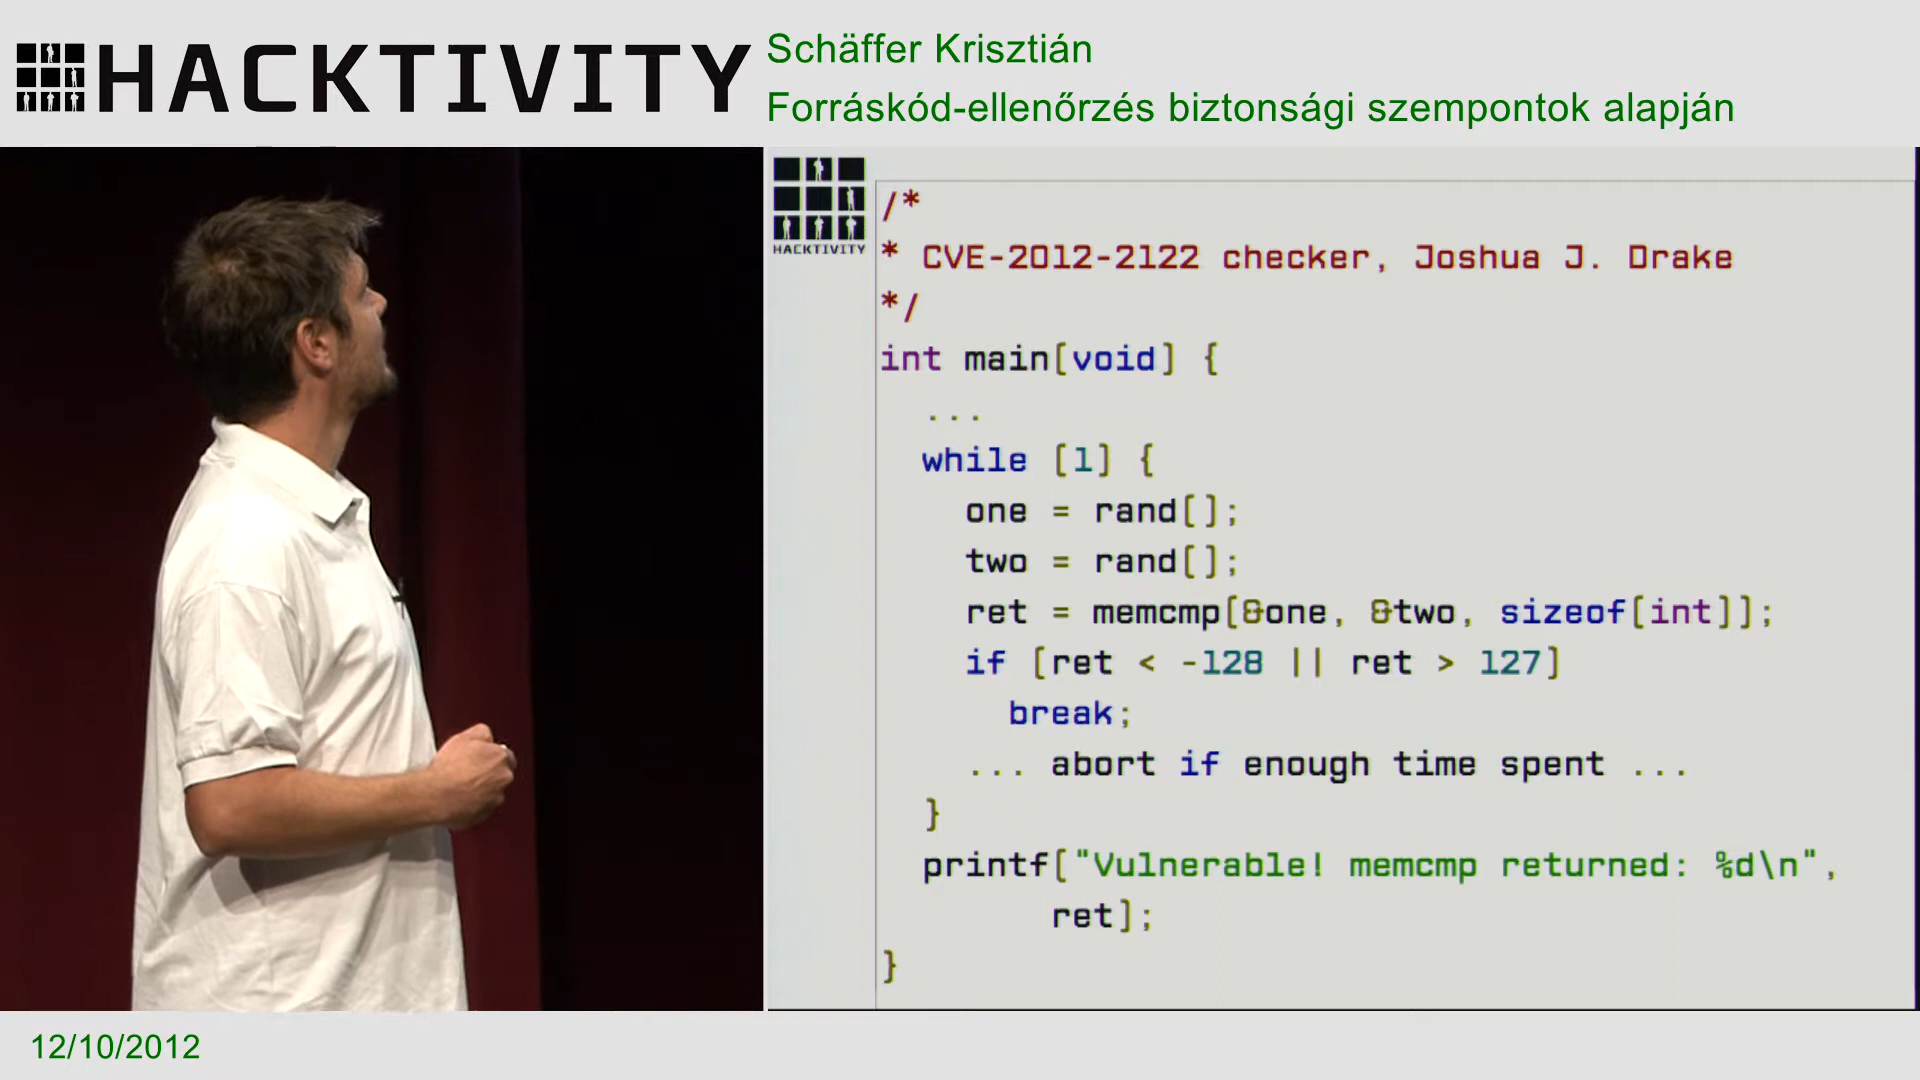 HACKTIVITY
Schäffer Krisztián
Forráskód-ellenőrzés biztonsági szempontok alapján
HACKTIVITY
/*
* CVE-2012-2122 checker, Joshua J. Drake
*/
int main[void] {
...
while [1] {
one = rand[];
two = rand[];
ret = memcmp[&one, &two, sizeof[int]];
if [ret < -128 || ret > 127]
break;
... abort if enough time spent ...
}
printf["Vulnerable! memcmp returned: %d\n",
ret];
}
12/10/2012